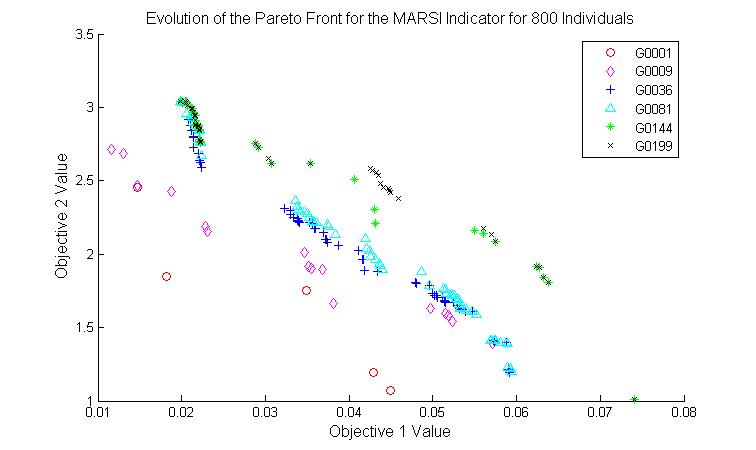 Evolution of the Pareto Front for the MARSI Indicator for 800 Individuals
3.5
3
2.5
2
1.5
1
Objective 2 Value
G0001
G0009
G0036
G0081
G0144
G0199
0.01 0.02 0.03 0.04 0.05 0.06 0.07 0.08
Objective 1 Value